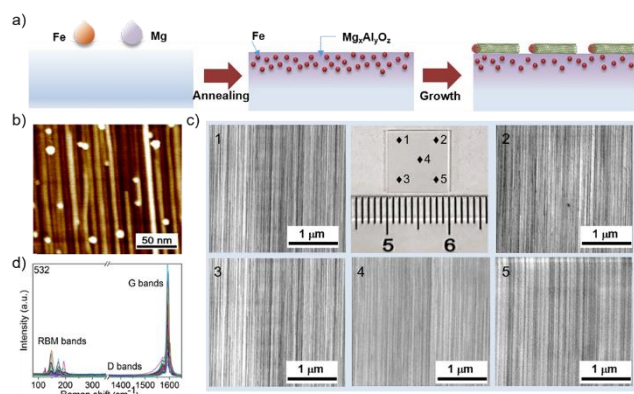 a)
Fe
Mg
Fe
MgxAlyOz
Annealing
Growth
b)
50 nm
c)
1
1 µm
1
2
4
3
5
5
6
2
1 µm
d)
532
G bands
RBM bands
D bands
Intensity (a.u.)
100
200
300
1400
1500
1600
3
1 µm
4
1 µm
5
1 µm